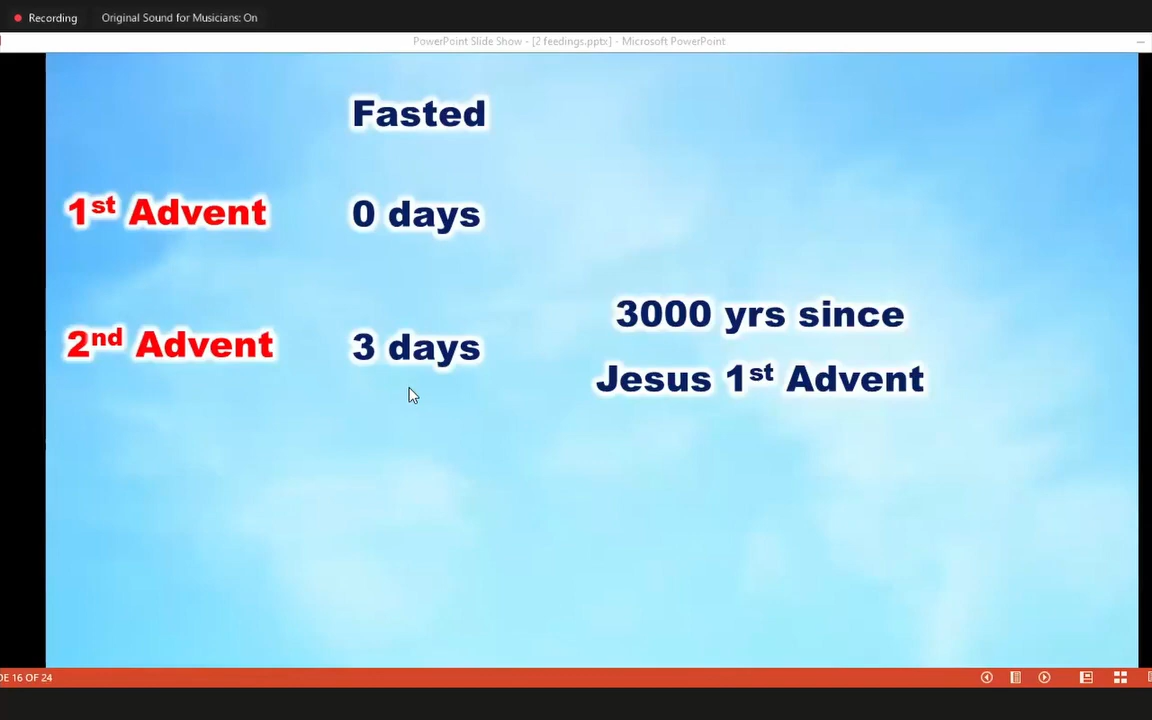 Recording Original Sound for Musicians: On
PowerPoint Slide Show - [2 feedings.pptx] - Microsoft PowerPoint
Fasted
1st Advent 0 days
2nd Advent 3 days
3000 yrs since
Jesus 1st Advent
DE 16 OF 24